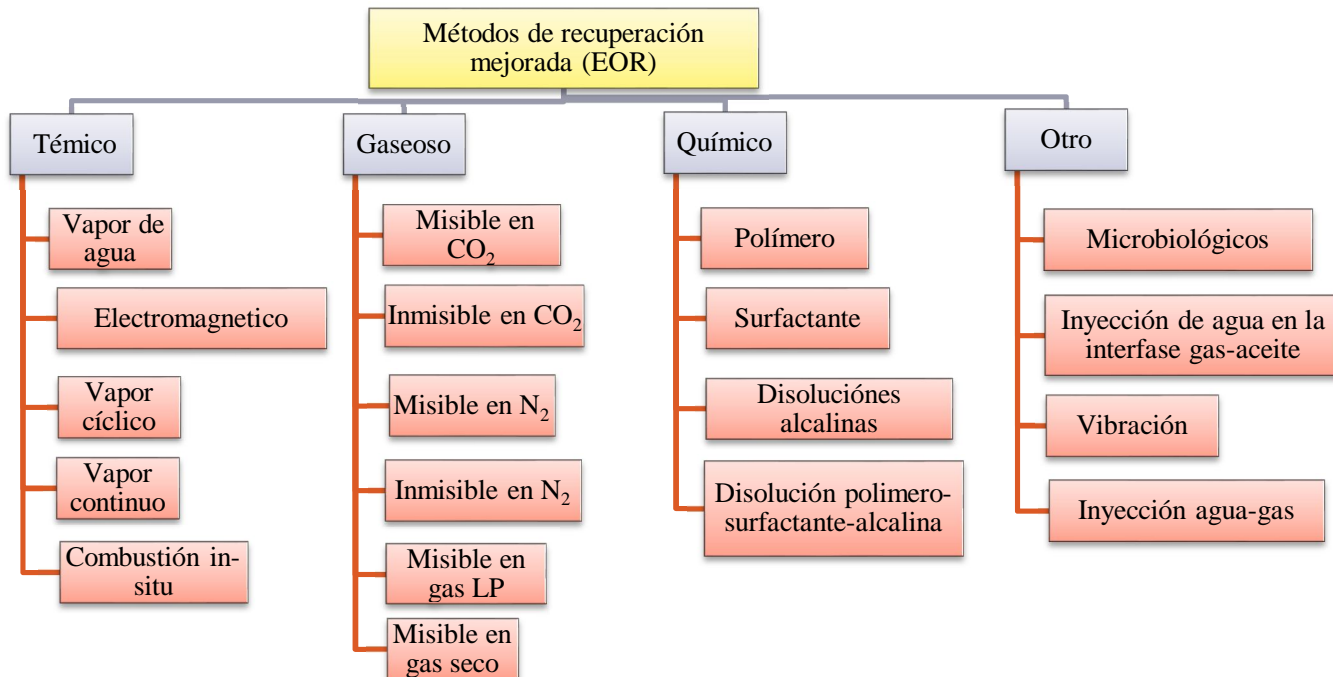 Métodos de recuperación
mejorada (EOR)
Témico
Vapor de
agua
Electromagnetico
Vapor
cíclico
Vapor
continuo
Combustión in-
situ
Gaseoso
Misible en
CO₂
Inmisible en CO₂
Misible en N₂
Inmisible en N₂
Misible en
gas LP
Misible en
gas seco
Químico
Polímero
Surfactante
Disoluciónes
alcalinas
Disolución polimero-
surfactante-alcalina
Otro
Microbiológicos
Inyección de agua en la
interfase gas-aceite
Vibración
Inyección agua-gas